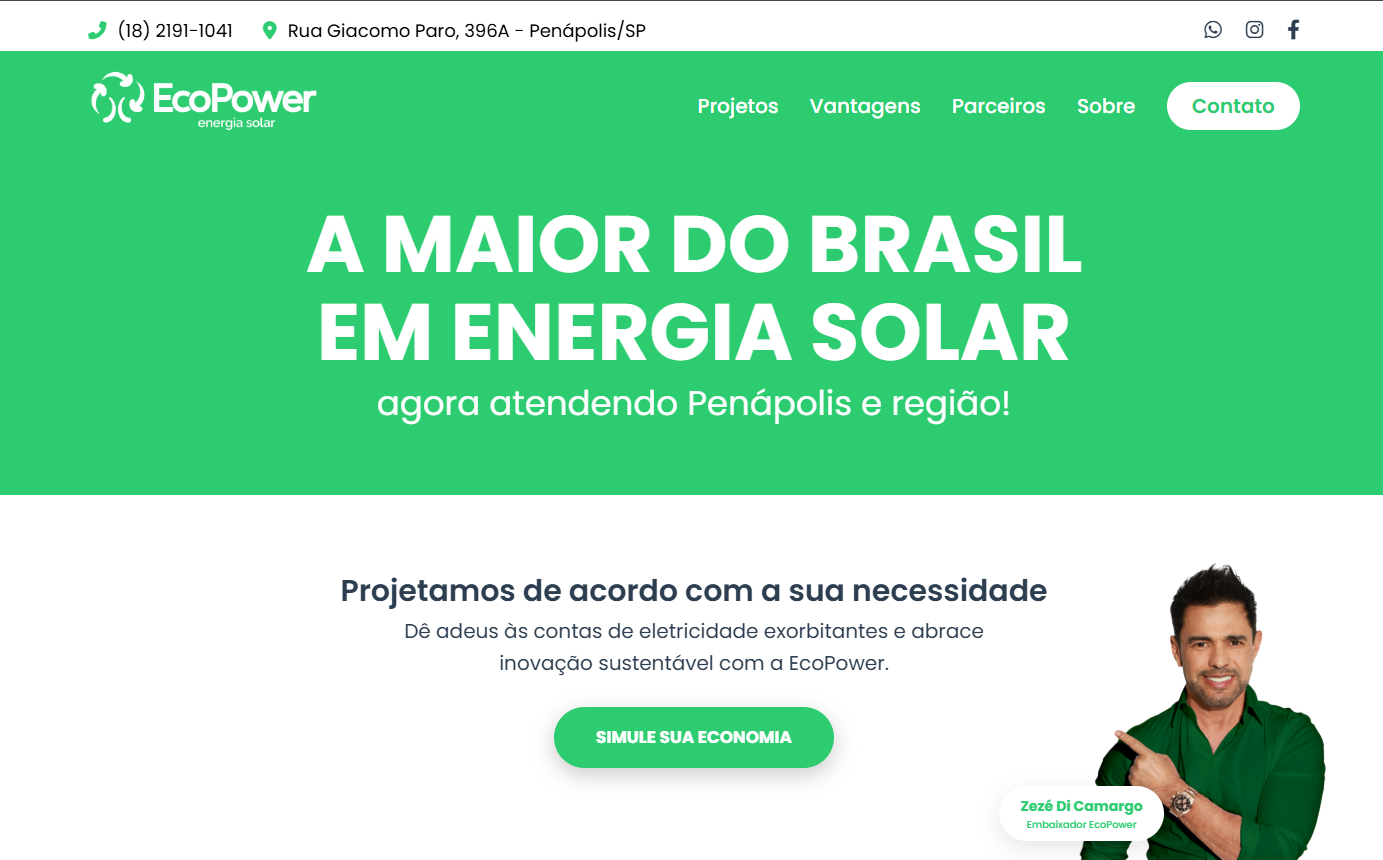 (18) 2191-1041
Rua Giacomo Paro, 396A - Penápolis/SP
EcoPower
energia solar
Projetos
Vantagens
Parceiros
Sobre
Contato
A MAIOR DO BRASIL
EM ENERGIA SOLAR
agora atendendo Penápolis e região!
Projetamos de acordo com a sua necessidade
Dê adeus às contas de eletricidade exorbitantes e abrace
inovação sustentável com a EcoPower.
SIMULE SUA ECONOMIA
Zezé Di Camargo
Embaixador EcoPower